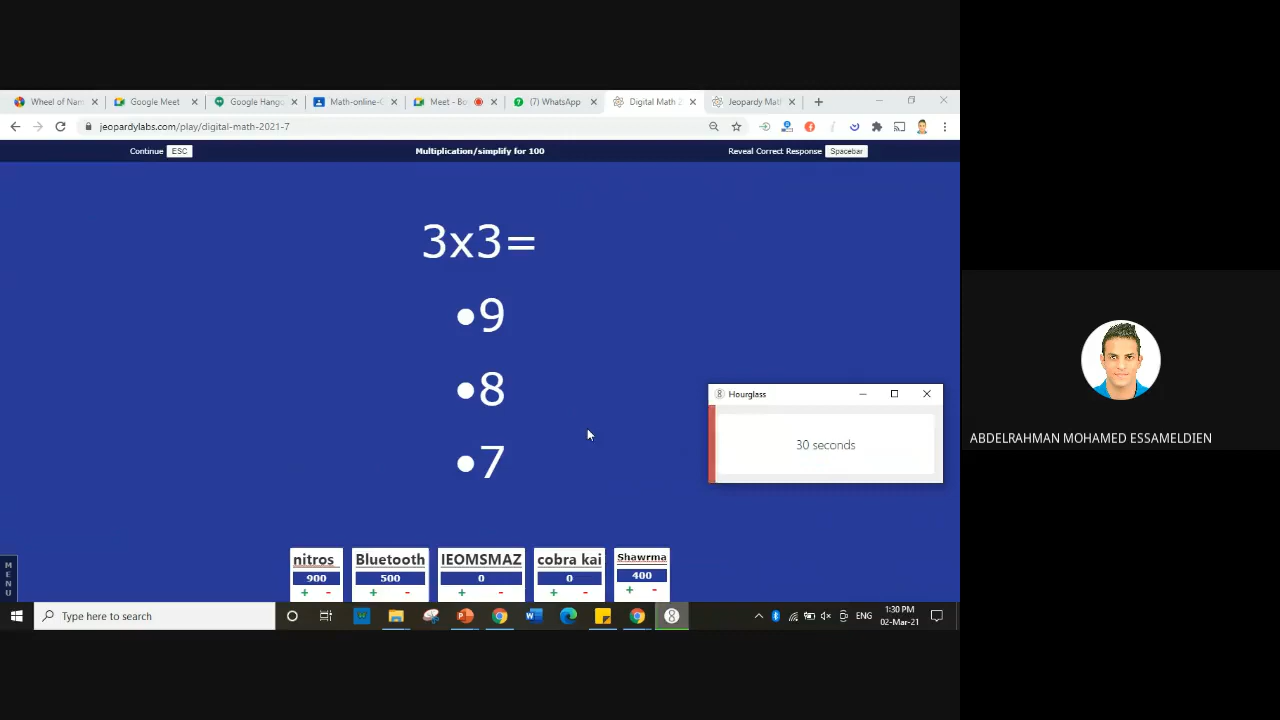 Wheel of Nam
Google Meet
Google Hango
Math-online-C
Meet - Bo
(7) WhatsApp
Digital Math 2
Jeopardy Math
jeopardylabs.com/play/digital-math-2021-7
Continue ESC
Multiplication/simplify for 100
Reveal Correct Response Spacebar
3x3=
•9
•8
•7
Hourglass
30 seconds
ABDELRAHMAN MOHAMED ESSAMELDIEN
MENU
nitros Bluetooth IEOMSMAZ cobra kai Shawrma
900 500 0 0 400
+ - + - + - + - + -
Type here to search
ENG
1:30 PM
02-Mar-21